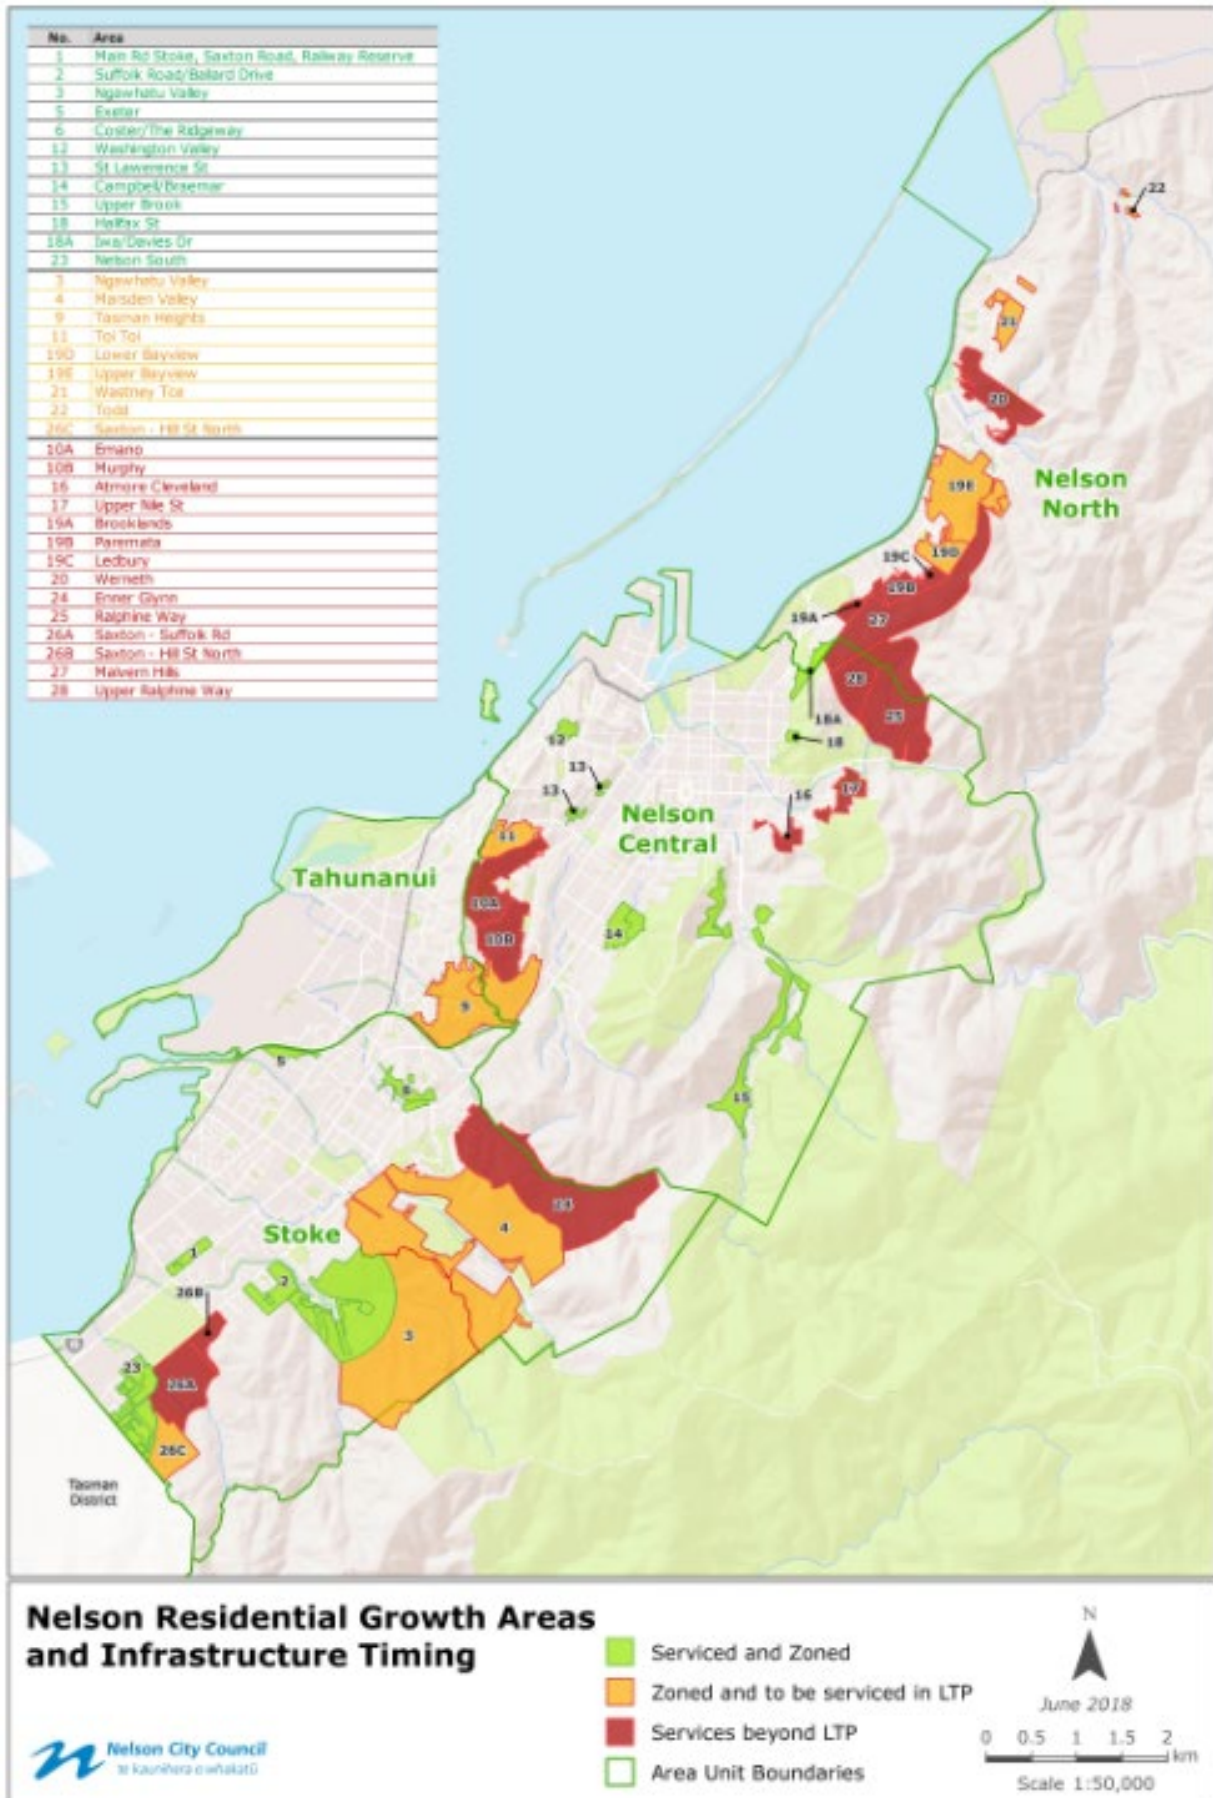 No. Area
1 Main Rd Stoke, Saxton Road, Railway Reserve
2 Suffolk Road/Ballard Drive
3 Ngawhatu Valley
5 Exeter
6 Coster/The Ridgeway
12 Washington Valley
13 St Lawerence St
14 Campbell/Braemar
15 Upper Brook
18 Halifax St
18A Iwa/Davies Dr
23 Nelson South
3 Ngawhatu Valley
4 Marsden Valley
9 Tasman Heights
11 Toi Toi
19D Lower Bayview
19E Upper Bayview
21 Wastney Tce
22 Todd
26C Saxton - Hill St North
10A Emano
10B Murphy
16 Atmore Cleveland
17 Upper Nile St
19A Brooklands
19B Paremata
19C Ledbury
20 Werneth
24 Enner Glynn
25 Ralphine Way
26A Saxton - Suffolk Rd
26B Saxton - Hill St North
27 Malvern Hills
28 Upper Ralphine Way
22
21
20
Nelson
North
19E
19D
19C
19B
19A
27
28
25
18A
18
12
13
13
17
16
Nelson
Central
11
Tahunanui
10A
10B
14
9
5
6
15
24
4
Stoke
1
2
26B
3
23
26A
26C
Tasman
District
Nelson Residential Growth Areas
and Infrastructure Timing
Serviced and Zoned
Zoned and to be serviced in LTP
Services beyond LTP
Area Unit Boundaries
N
June 2018
0 0.5 1 1.5 2
km
Scale 1:50,000
Nelson City Council
te kaunihera o whakatū